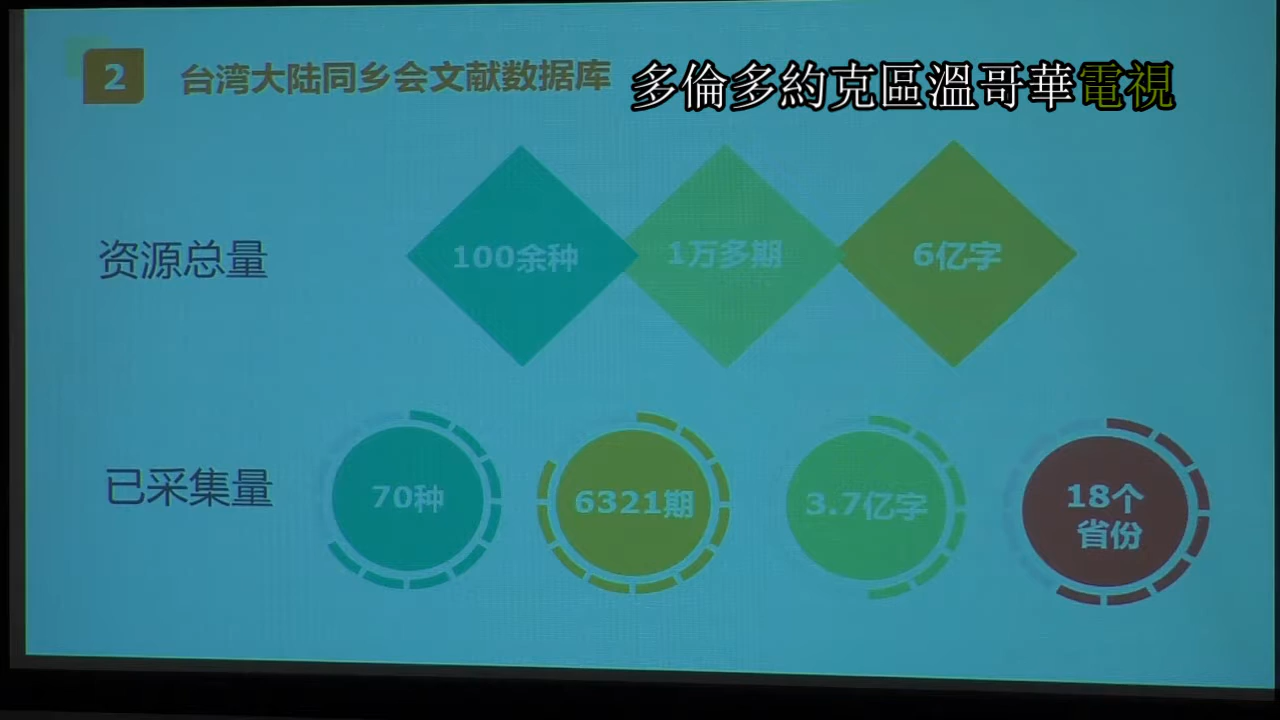 2
台湾大陆同乡会文献数据库
多倫多約克區溫哥華電視
资源总量
100余种
1万多期
6亿字
已采集量
70种
6321期
3.7亿字
18个
省份